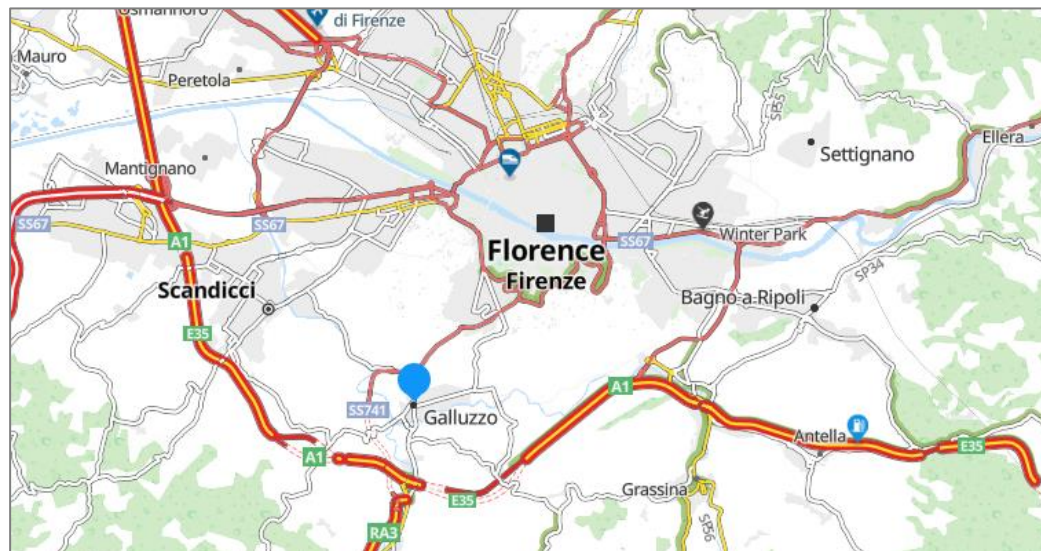 Osmannoro
di Firenze
Mauro
Peretola
SP55
Ellera
Settignano
Mantignano
SS67
SS67
A1
Florence
Firenze
SS67
Winter Park
SP34
Scandicci
Bagno a Ripoli
E35
A1
SS741
Galluzzo
Antella
E35
A1
E35
Grassina
RA3
SP56